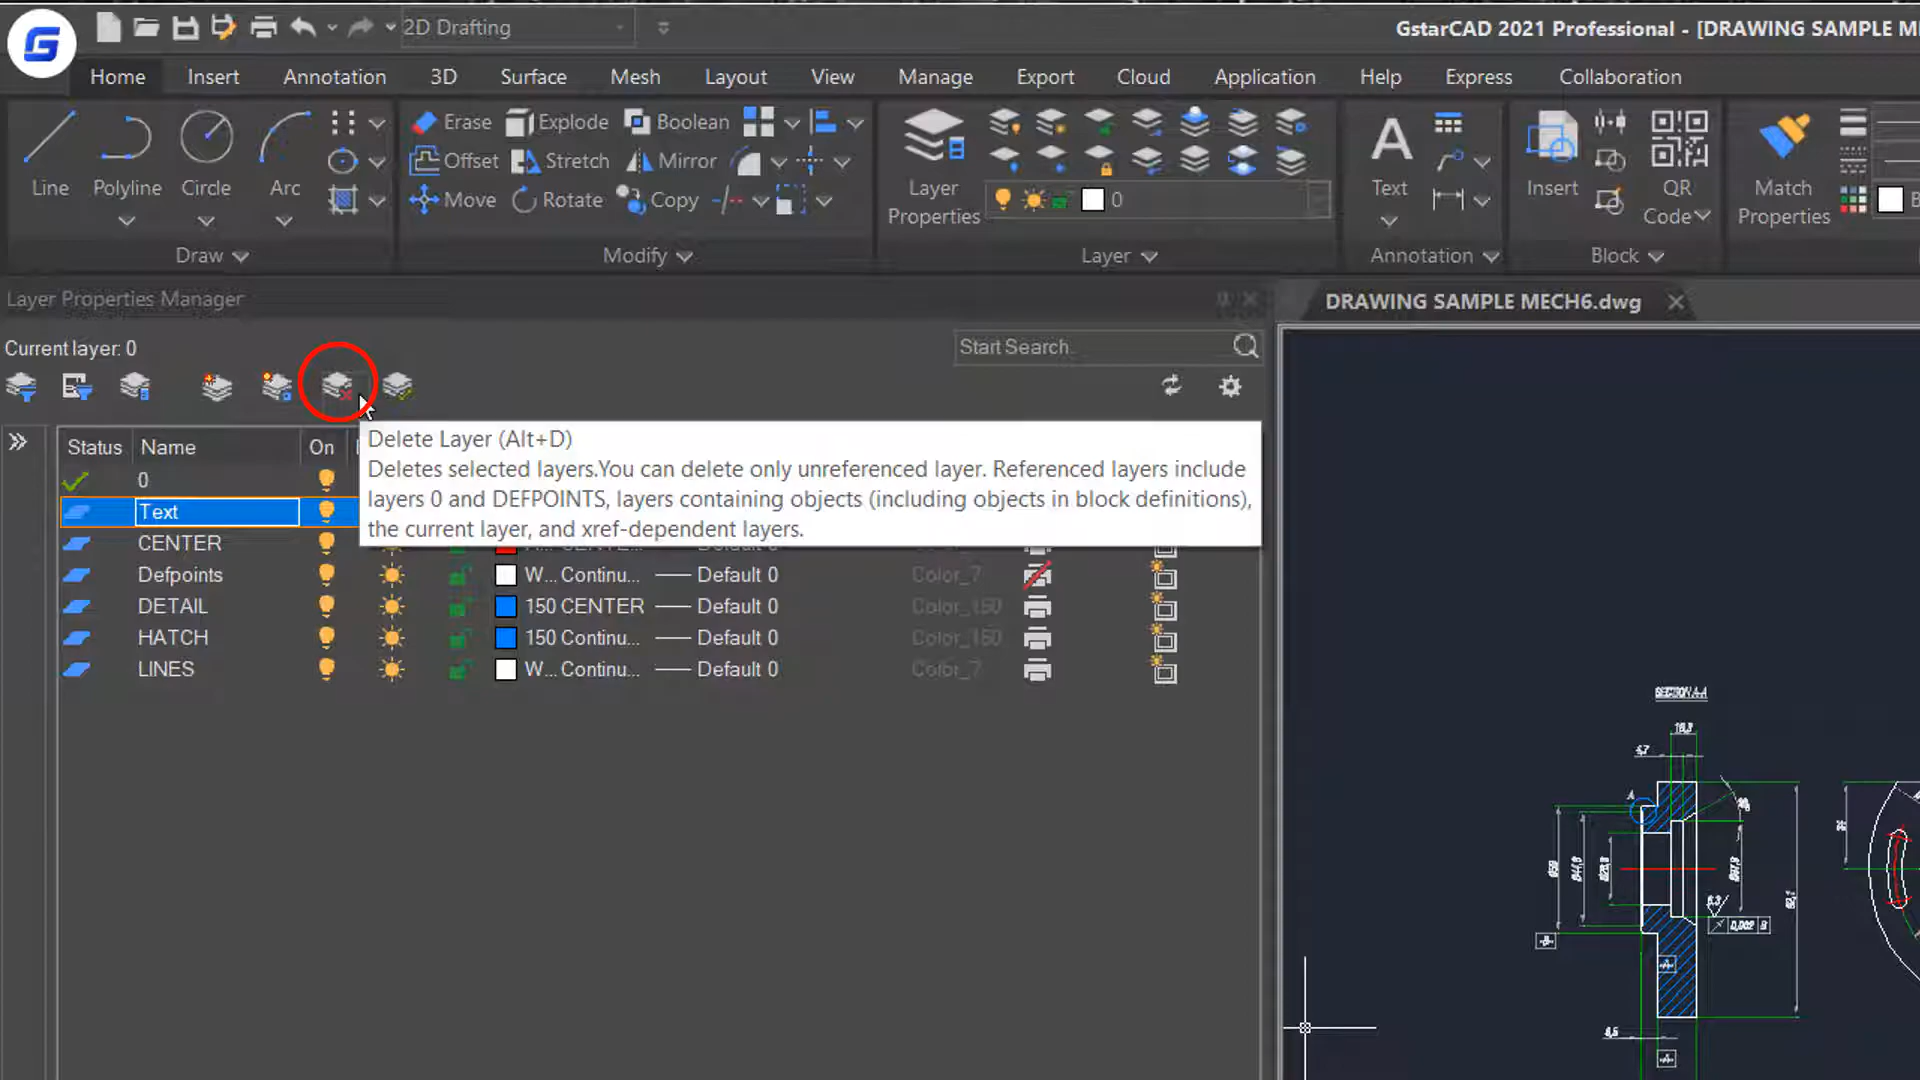 2D Drafting
GstarCAD 2021 Professional - [DRAWING SAMPLE ME
Home Insert Annotation 3D Surface Mesh Layout View Manage Export Cloud Application Help Express Collaboration
Line Polyline Circle Arc
Erase Explode Boolean
Offset Stretch Mirror
Move Rotate Copy
Layer
Properties
0
Text
Insert
QR
Code
Match
Properties
B
Draw
Modify
Layer
Annotation
Block
Layer Properties Manager
DRAWING SAMPLE MECH6.dwg
Current layer: 0
Start Search.
Status Name On
Delete Layer (Alt+D)
Deletes selected layers.You can delete only unreferenced layer. Referenced layers include
layers 0 and DEFPOINTS, layers containing objects (including objects in block definitions),
the current layer, and xref-dependent layers.
0
Text
CENTER
Defpoints W... Continu... Default 0 Color_7
DETAIL 150 CENTER Default 0 Color_150
HATCH 150 Continu... Default 0 Color_150
LINES W... Continu... Default 0 Color_7
SECTION A-A
A